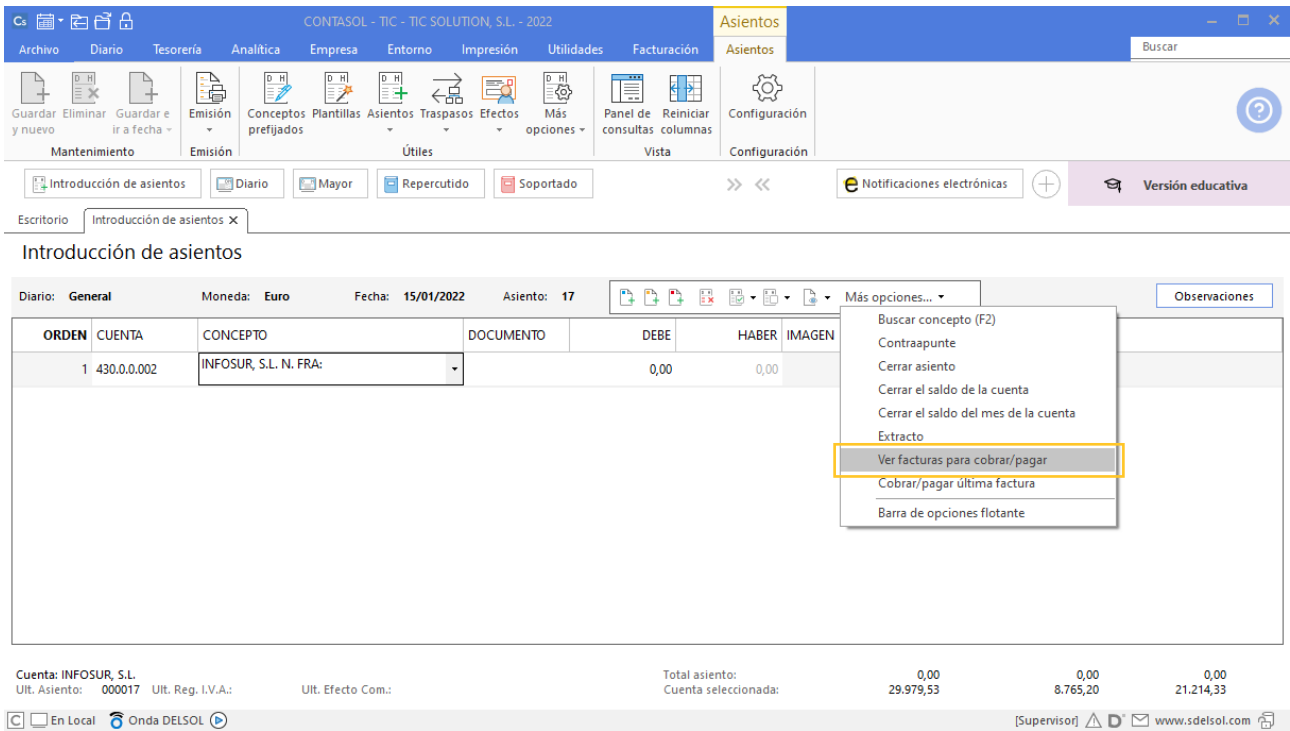 Cs CONTASOL - TIC - TIC SOLUTION, S.L. - 2022 Asientos
Archivo Diario Tesorería Analítica Empresa Entorno Impresión Utilidades Facturación Asientos Buscar
D H D H D H D H D H
Guardar Eliminar Guardar e Emisión Conceptos Plantillas Asientos Traspasos Efectos Más Panel de Reiniciar Configuración
y nuevo ir a fecha prefijados opciones consultas columnas
Mantenimiento Emisión Útiles Vista Configuración
Introducción de asientos Diario Mayor Repercutido Soportado Notificaciones electrónicas Versión educativa
Escritorio Introducción de asientos X
Introducción de asientos
Diario: General Moneda: Euro Fecha: 15/01/2022 Asiento: 17 Más opciones... Observaciones
ORDEN CUENTA CONCEPTO DOCUMENTO DEBE HABER IMAGEN
1 430.0.0.002 INFOSUR, S.L. N. FRA: 0,00 0,00
Buscar concepto (F2)
Contraapunte
Cerrar asiento
Cerrar el saldo de la cuenta
Cerrar el saldo del mes de la cuenta
Extracto
Ver facturas para cobrar/pagar
Cobrar/pagar última factura
Barra de opciones flotante
Cuenta: INFOSUR, S.L. Total asiento: 0,00 0,00 0,00
Ult. Asiento: 000017 Ult. Reg. I.V.A.: Ult. Efecto Com.: Cuenta seleccionada: 29.979,53 8.765,20 21.214,33
C En Local Onda DELSOL [Supervisor] D www.sdelsol.com